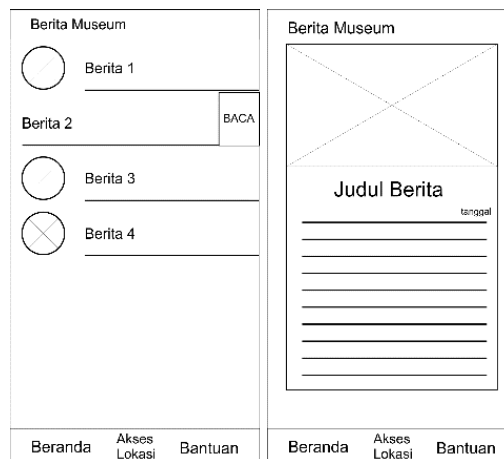 Berita Museum
Berita 1
Berita 2
BACA
Berita 3
Berita 4
Beranda
Akses
Lokasi
Bantuan
Berita Museum
Judul Berita
tanggal
Beranda
Akses
Lokasi
Bantuan